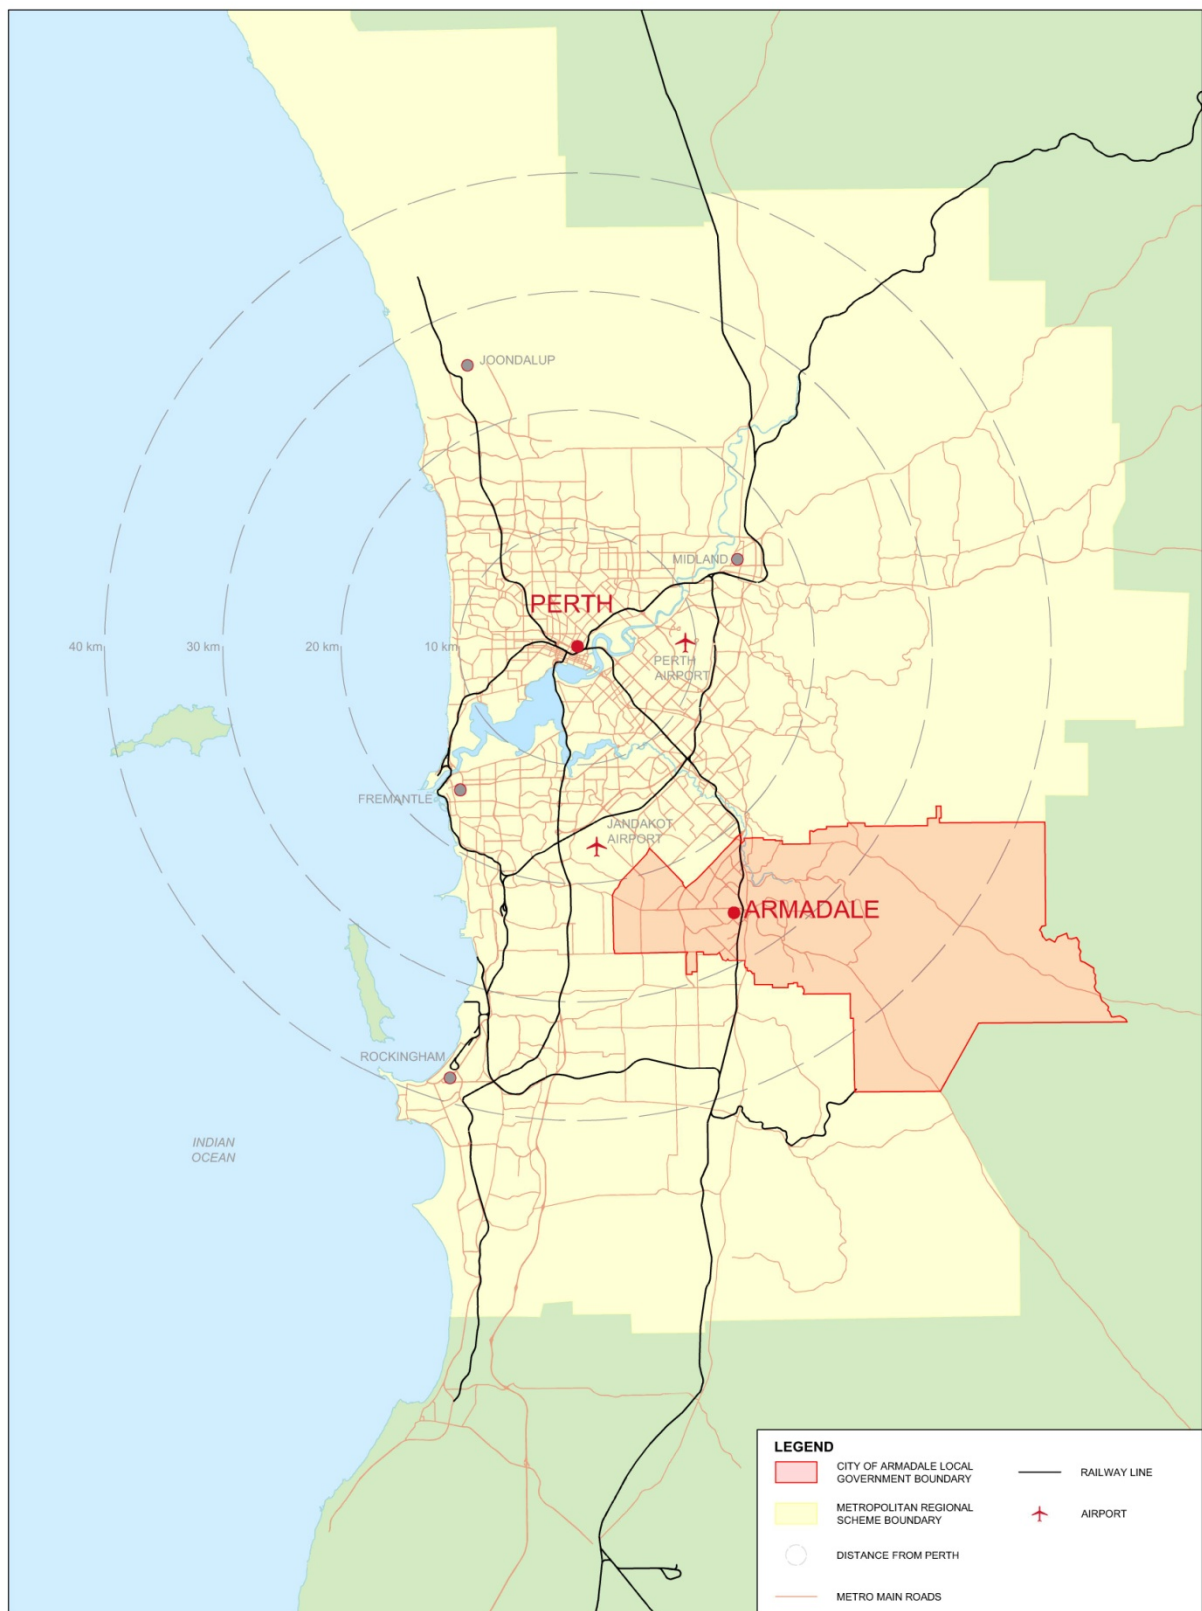 JOONDALUP
MIDLAND
PERTH
40 km
30 km
20 km
10 km
PERTH
AIRPORT
FREMANTLE
JANDAKOT
AIRPORT
ARMADALE
ROCKINGHAM
INDIAN
OCEAN
LEGEND
CITY OF ARMADALE LOCAL
GOVERNMENT BOUNDARY
RAILWAY LINE
METROPOLITAN REGIONAL
SCHEME BOUNDARY
AIRPORT
DISTANCE FROM PERTH
METRO MAIN ROADS